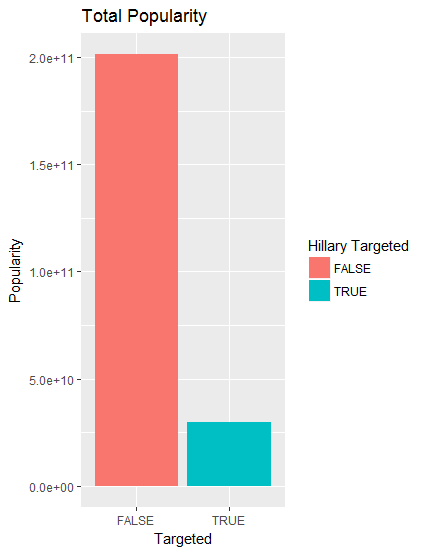 Total Popularity
Popularity
2.0e+11
1.5e+11
1.0e+11
5.0e+10
0.0e+00
FALSE TRUE
Targeted
Hillary Targeted
FALSE
TRUE